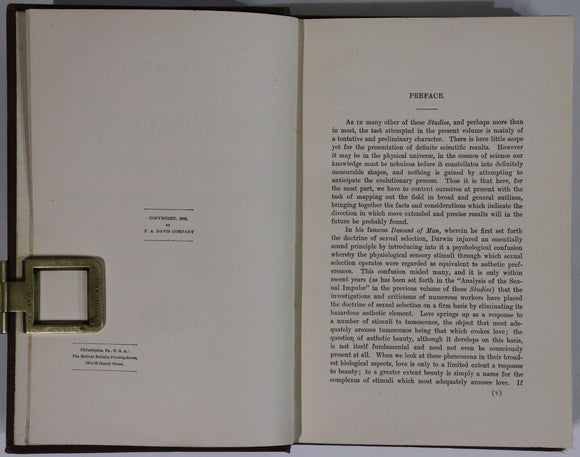 COPYRIGHT, 1905,
BY
F. A. DAVIS COMPANY
Philadelphia, Pa., U. S. A.:
The Medical Bulletin Printing-house,
1914-16 Cherry Street.
PREFACE.
AS IN many other of these Studies, and perhaps more than
in most, the task attempted in the present volume is mainly of
a tentative and preliminary character. There is here little scope
yet for the presentation of definite scientific results. However
it may be in the physical universe, in the cosmos of science our
knowledge must be nebulous before it constellates into definitely
measurable shapes, and nothing is gained by attempting to
anticipate the evolutionary process. Thus it is that here, for
the most part, we have to content ourselves at present with the
task of mapping out the field in broad and general outlines,
bringing together the facts and considerations which indicate the
direction in which more extended and precise results will in the
future be probably found.
In his famous Descent of Man, wherein he first set forth
the doctrine of sexual selection, Darwin injured an essentially
sound principle by introducing into it a psychological confusion
whereby the physiological sensory stimuli through which sexual
selection operates were regarded as equivalent to æsthetic pref-
erences. This confusion misled many, and it is only within
recent years (as has been set forth in the "Analysis of the Sex-
ual Impulse" in the previous volume of these Studies) that the
investigations and criticisms of numerous workers have placed
the doctrine of sexual selection on a firm basis by eliminating its
hazardous æsthetic element. Love springs up as a response to
a number of stimuli to tumescence, the object that most ade-
quately arouses tumescence being that which evokes love; the
question of æsthetic beauty, although it develops on this basis,
is not itself fundamental and need not even be consciously
present at all. When we look at these phenomena in their broad-
est biological aspects, love is only to a limited extent a response
to beauty; to a greater extent beauty is simply a name for the
complexus of stimuli which most adequately arouses love. If
(v)